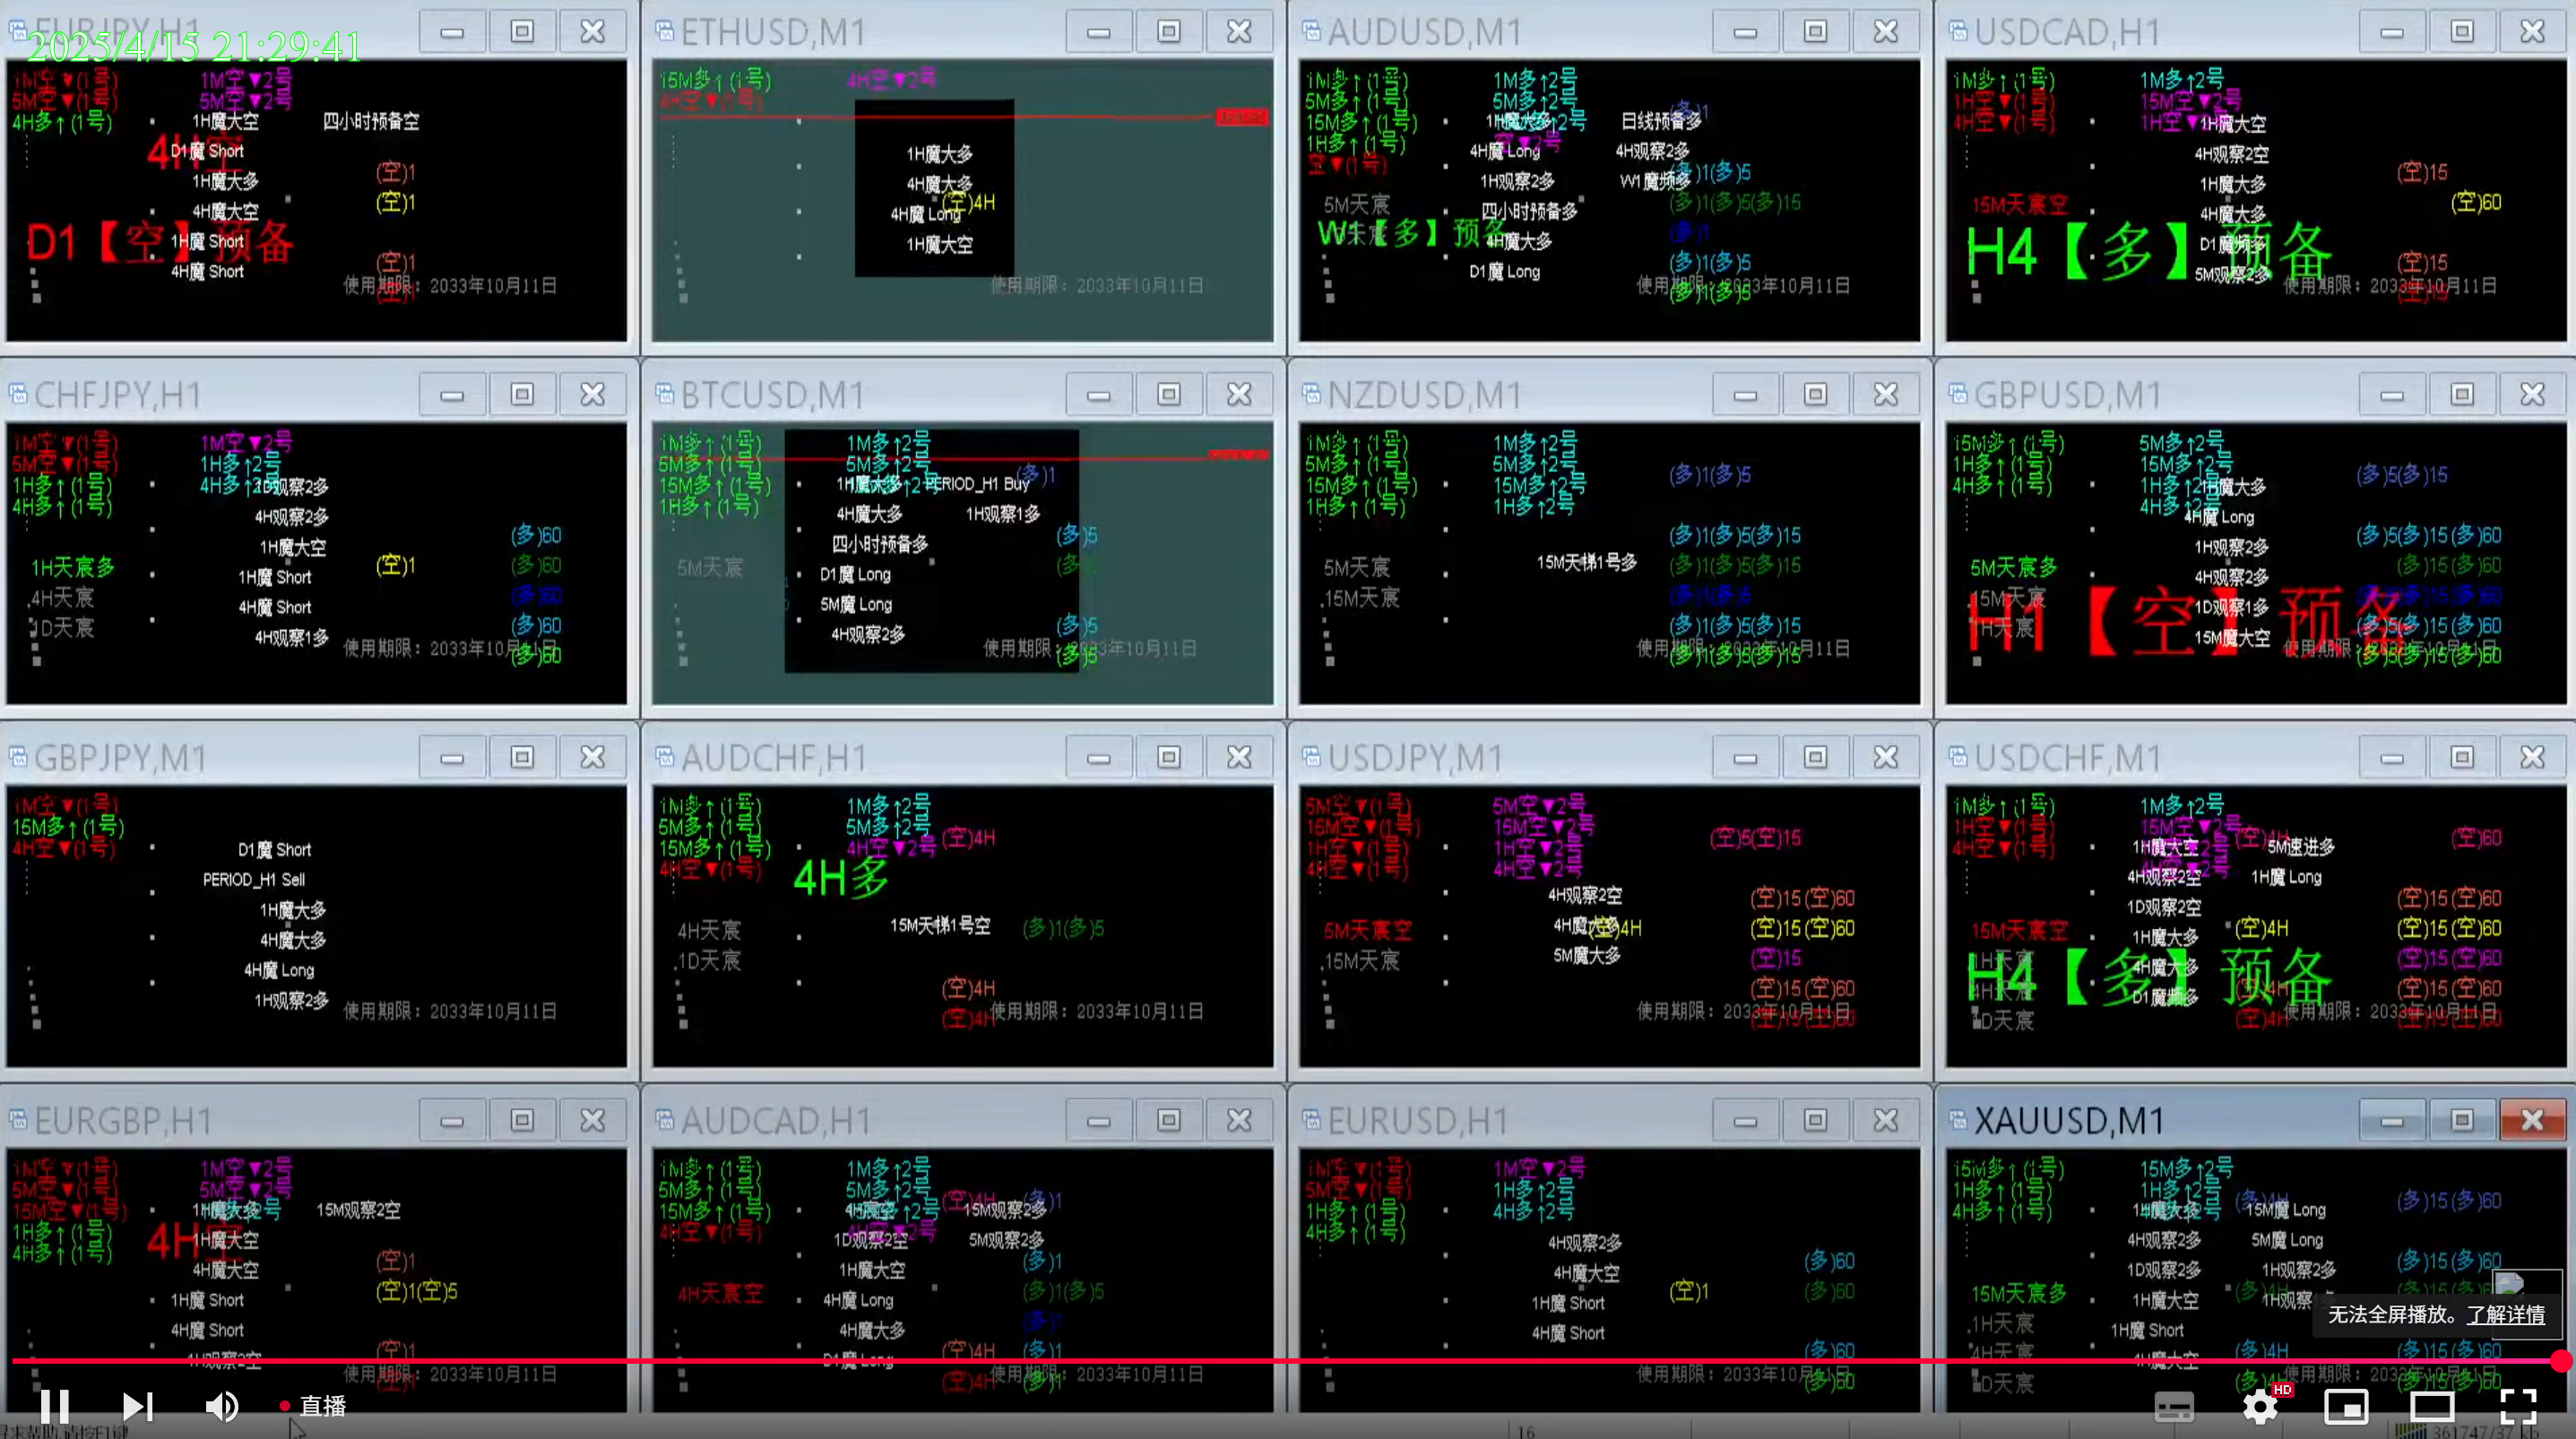 EURJPY,H1
2025/4/15 21:29:41
1M空▼(1号) 1M空▼2号
5M空▼(1号) 5M空▼2号
4H多↑(1号) 1H魔大空 四小时预备空
4H空
D1魔 Short
(空)1
1H魔大多
(空)1
4H魔大空
D1【空】预备
1H魔 Short
(空)1
4H魔 Short
使用期限：2033年10月11日
ETHUSD,M1
15M多↑(1号) 4H空▼2号
4H空▼(1号)
1H魔大多
4H魔大多
(空)4H
4H魔 Long
1H魔大空
使用期限：2033年10月11日
AUDUSD,M1
1M多↑(1号) 1M多↑2号
5M多↑(1号) 5M多↑2号
(多)1
15M多↑(1号) 1H魔大多 日线预备多
1H多↑(1号) 4H魔 Long 4H观察2多
空▼(1号) 空▼2号
(多)1(多)5
1H观察2多 W1魔频多
5M天宸 四小时预备多 (多)1(多)5(多)15
W1【多】预备
4H魔大多 (多)1
D1魔 Long (多)1(多)5
(多)1(多)5
使用期限：2033年10月11日
USDCAD,H1
1M多↑(1号) 1M多↑2号
1H空▼(1号) 15M空▼2号
4H空▼(1号) 1H空▼2号
1H魔大空
4H观察2空
(空)15
1H魔大多
15M天宸空 4H魔大多 (空)60
H4【多】预备
D1魔频多
(空)15
5M观察2多
(空)15
使用期限：2033年10月11日
CHFJPY,H1
1M空▼(1号) 1M空▼2号
5M空▼(1号) 1H多↑2号
1H多↑(1号) 4H多↑2号
1D观察2多
4H多↑(1号)
4H观察2多
(多)60
1H魔大空
1H天宸多 (空)1 (多)60
1H魔 Short
4H天宸 (多)60
4H魔 Short
1D天宸 (多)60
4H观察1多
(多)60
使用期限：2033年10月11日
BTCUSD,M1
1M多↑(1号) 1M多↑2号
5M多↑(1号) 5M多↑2号
(多)1
15M多↑(1号) 1H魔大多 PERIOD_H1 Buy
1H多↑(1号) 4H魔大多 1H观察1多
四小时预备多 (多)5
5M天宸 D1魔 Long
5M魔 Long
4H观察2多 (多)5
(多)5
使用期限：2033年10月11日
NZDUSD,M1
1M多↑(1号) 1M多↑2号
5M多↑(1号) 5M多↑2号
(多)1(多)5
15M多↑(1号) 15M多↑2号
1H多↑(1号) 1H多↑2号
(多)1(多)5(多)15
15M天梯1号多
5M天宸 (多)1(多)5(多)15
15M天宸 (多)1(多)5
(多)1(多)5(多)15
(多)1(多)5(多)15
使用期限：2033年10月11日
GBPUSD,M1
15M多↑(1号) 5M多↑2号
1H多↑(1号) 15M多↑2号
(多)5(多)15
4H多↑(1号) 1H多↑2号
1H魔大多
4H多↑2号
4H魔 Long
(多)5(多)15(多)60
1H观察2多
5M天宸多 4H观察2多 (多)15(多)60
15M天宸 1D观察1多
H1【空】预备
1H天宸 15M魔大空 (多)5(多)15(多)60
(多)5(多)15(多)60
使用期限：2033年10月11日
GBPJPY,M1
1M空▼(1号)
15M多↑(1号)
4H空▼(1号)
D1魔 Short
PERIOD_H1 Sell
1H魔大多
4H魔大多
4H魔 Long
1H观察2多
使用期限：2033年10月11日
AUDCHF,H1
1M多↑(1号) 1M多↑2号
5M多↑(1号) 5M多↑2号
(空)4H
15M多↑(1号) 4H空▼2号
4H空▼(1号)
4H多
15M天梯1号空 (多)1(多)5
4H天宸
1D天宸
(空)4H
(空)4H
使用期限：2033年10月11日
USDJPY,M1
5M空▼(1号) 5M空▼2号
15M空▼(1号) 15M空▼2号
(空)5(空)15
1H空▼(1号) 1H空▼2号
4H空▼(1号) 4H空▼2号
4H观察2空 (空)15(空)60
5M天宸空 4H魔大多 (空)4H (空)15(空)60
15M天宸 5M魔大多 (空)15
(空)15(空)60
(空)15(空)60
使用期限：2033年10月11日
USDCHF,M1
1M多↑(1号) 1M多↑2号
1H空▼(1号) 15M空▼2号
(空)4H (空)60
4H空▼(1号) 1H魔大空 5M速进多
4H空▼2号
4H观察2空 1H魔 Long
1D观察2空 (空)15(空)60
15M天宸空 1H魔大多 (空)4H (空)15(空)60
1H天宸 4H魔大多 (空)15(空)60
H4【多】预备
4H天宸 D1魔频多 (空)4H (空)15(空)60
1D天宸 (空)4H (空)15(空)60
使用期限：2033年10月11日
EURGBP,H1
1M空▼(1号) 1M空▼2号
5M空▼(1号) 5M空▼2号
15M空▼(1号) 1H魔大多 15M观察2空
1H多↑(1号) 1H魔大空
4H空
4H多↑(1号) 4H魔大空 (空)1
(空)1(空)5
1H魔 Short
4H魔 Short
(空)1
1H观察2空
使用期限：2033年10月11日
AUDCAD,H1
1M多↑(1号) 1M多↑2号
5M多↑(1号) 5M多↑2号
(空)4H (多)1
15M多↑(1号) 15M观察2多
4H空▼(1号) 4H空▼2号
1D观察2空 5M观察2多
(多)1
1H魔大空
4H天宸空 4H魔 Long (多)1(多)5
4H魔大多
(空)4H (多)1
D1魔 Long
(空)4H (多)1
使用期限：2033年10月11日
EURUSD,H1
1M空▼(1号) 1M空▼2号
5M空▼(1号) 1H多↑2号
1H多↑(1号) 4H多↑2号
4H多↑(1号)
4H观察2多
(多)60
4H魔大空
(空)1 (多)60
1H魔 Short
4H魔 Short
(多)60
(多)60
使用期限：2033年10月11日
XAUUSD,M1
15M多↑(1号) 15M多↑2号
1H多↑(1号) 1H多↑2号
(多)4H (多)15(多)60
4H多↑(1号) 1H魔大多 15M魔 Long
4H观察2多 5M魔 Long
(多)15(多)60
1D观察2多 1H观察2多
15M天宸多 1H魔大空 1H观察
1H天宸 1H魔 Short
无法全屏播放。了解详情
4H天宸 4H魔大空 (多)4H (多)15(多)60
1D天宸
使用期限：2033年10月11日
直播
HD
16
361747/37 kb